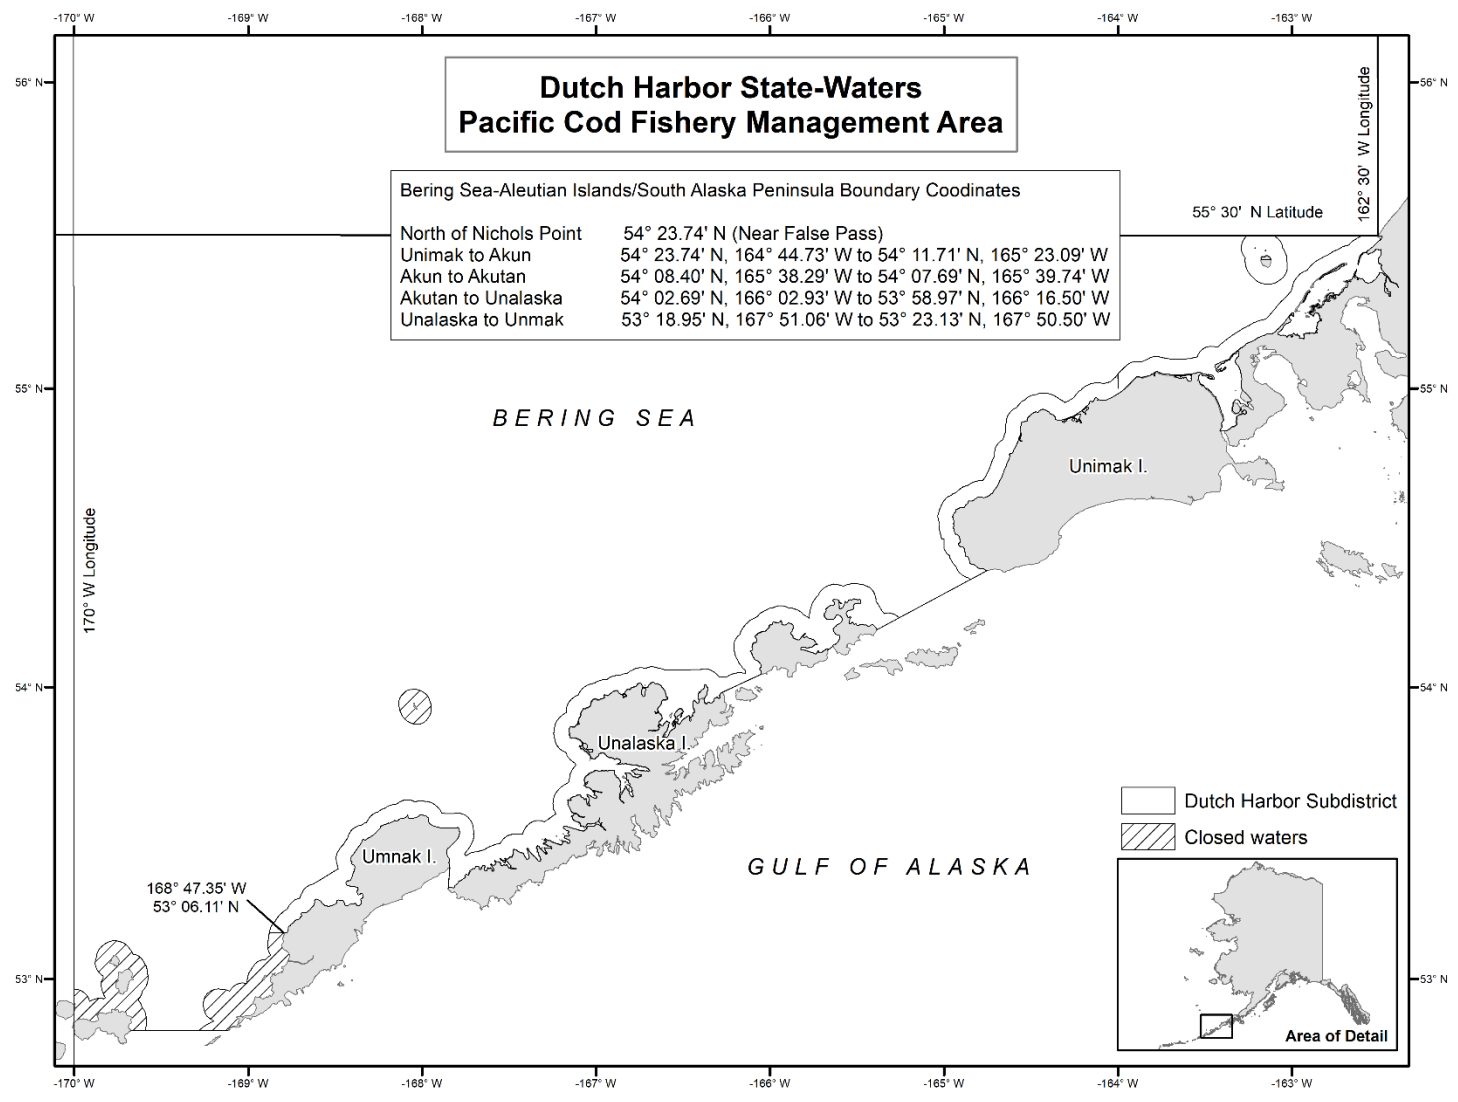 -170° W
-169° W
-168° W
-167° W
-166° W
-165° W
-164° W
-163° W
56° N
56° N
Dutch Harbor State-Waters
Pacific Cod Fishery Management Area
162° 30' W Longitude
Bering Sea-Aleutian Islands/South Alaska Peninsula Boundary Coodinates
55° 30' N Latitude
North of Nichols Point 54° 23.74' N (Near False Pass)
Unimak to Akun 54° 23.74' N, 164° 44.73' W to 54° 11.71' N, 165° 23.09' W
Akun to Akutan 54° 08.40' N, 165° 38.29' W to 54° 07.69' N, 165° 39.74' W
Akutan to Unalaska 54° 02.69' N, 166° 02.93' W to 53° 58.97' N, 166° 16.50' W
Unalaska to Unmak 53° 18.95' N, 167° 51.06' W to 53° 23.13' N, 167° 50.50' W
55° N
55° N
BERING SEA
Unimak I.
170° W Longitude
54° N
54° N
Unalaska I.
Dutch Harbor Subdistrict
Closed waters
Umnak I.
GULF OF ALASKA
168° 47.35' W
53° 06.11' N
53° N
53° N
Area of Detail
-170° W
-169° W
-168° W
-167° W
-166° W
-165° W
-164° W
-163° W